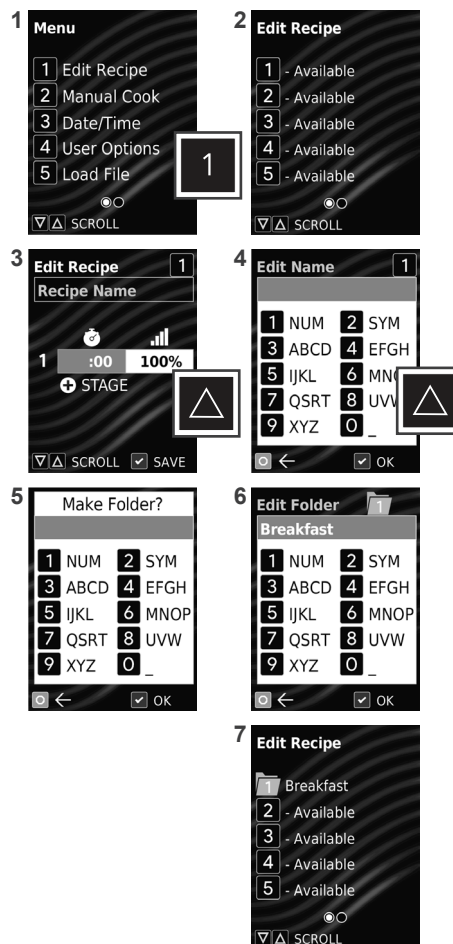 1
Menu
1 Edit Recipe
2 Manual Cook
3 Date/Time
4 User Options
5 Load File
1
SCROLL
2
Edit Recipe
1 - Available
2 - Available
3 - Available
4 - Available
5 - Available
SCROLL
3
Edit Recipe 1
Recipe Name
1 :00 100%
+ STAGE
SCROLL SAVE
4
Edit Name 1
1 NUM 2 SYM
3 ABCD 4 EFGH
5 IJKL 6 MN
7 QSRT 8 UV
9 XYZ 0 _
← OK
5
Make Folder?
1 NUM 2 SYM
3 ABCD 4 EFGH
5 IJKL 6 MNOP
7 QSRT 8 UVW
9 XYZ 0 _
← OK
6
Edit Folder 1
Breakfast
1 NUM 2 SYM
3 ABCD 4 EFGH
5 IJKL 6 MNOP
7 QSRT 8 UVW
9 XYZ 0 _
← OK
7
Edit Recipe
1 Breakfast
2 - Available
3 - Available
4 - Available
5 - Available
SCROLL